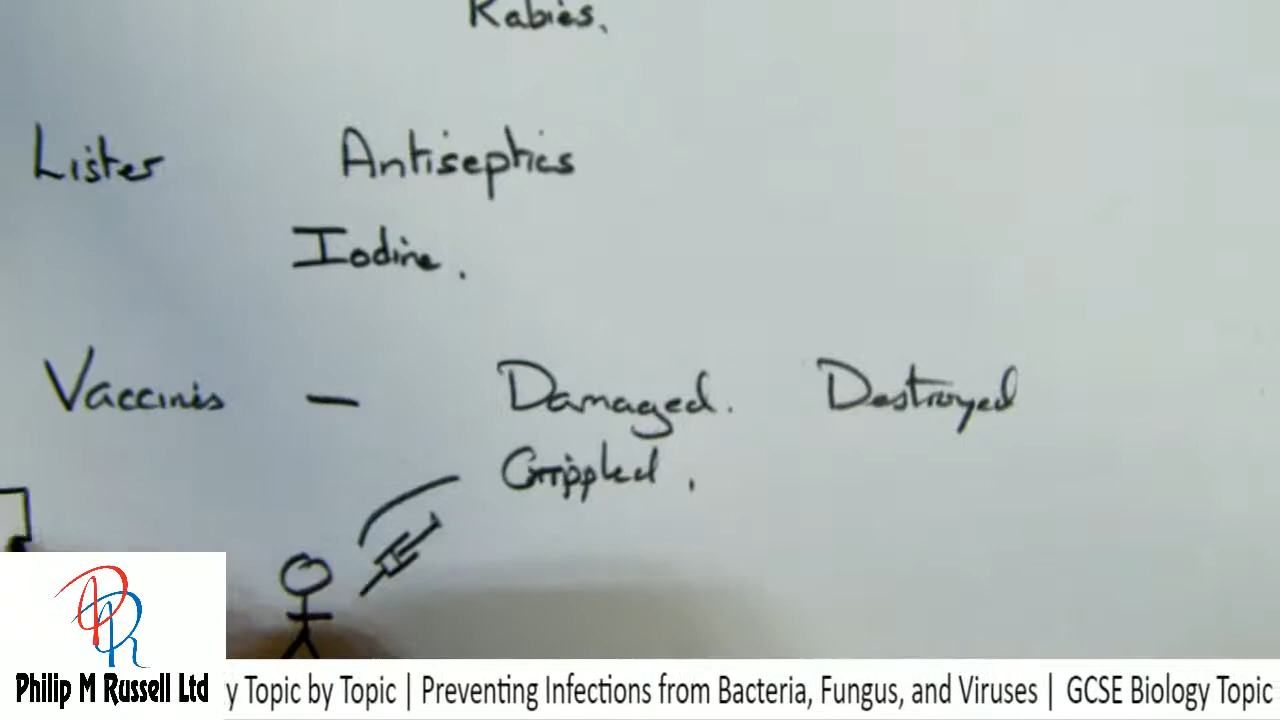 Rabies.
Lister Antiseptics
Iodine.
Vaccines – Damaged. Destroyed
Crippled.
Philip M Russell Ltd
y Topic by Topic | Preventing Infections from Bacteria, Fungus, and Viruses | GCSE Biology Topic